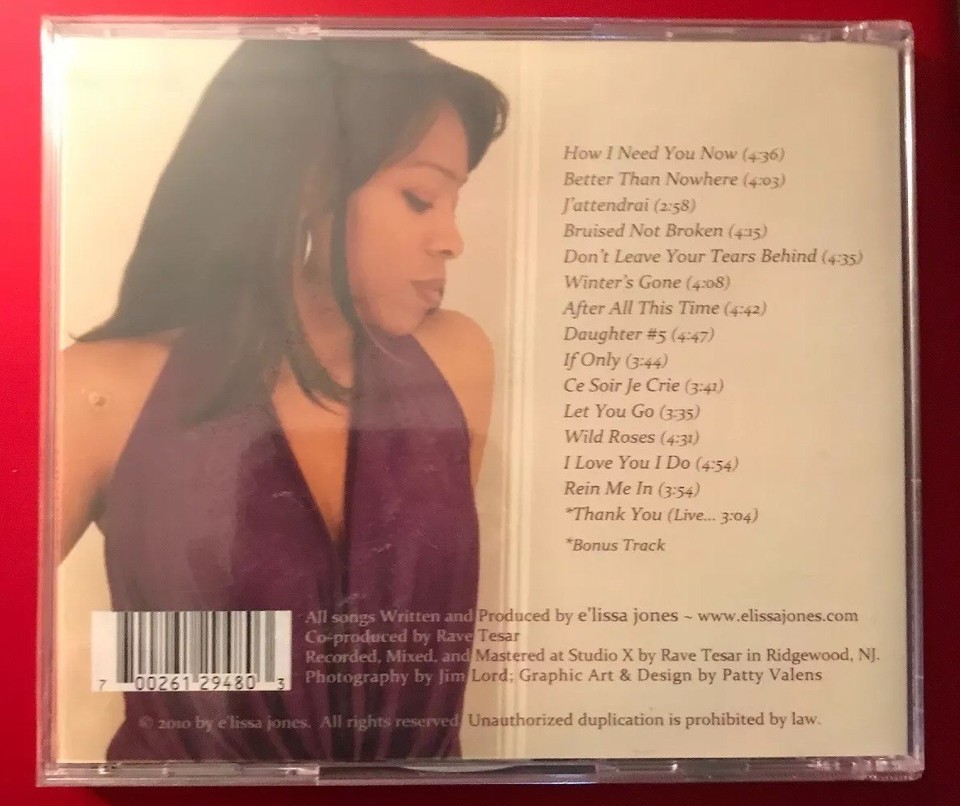 How I Need You Now (4:36)
Better Than Nowhere (4:03)
J'attendrai (2:58)
Bruised Not Broken (4:15)
Don't Leave Your Tears Behind (4:35)
Winter's Gone (4:08)
After All This Time (4:42)
Daughter #5 (4:47)
If Only (3:44)
Ce Soir Je Crie (3:41)
Let You Go (3:35)
Wild Roses (4:31)
I Love You I Do (4:54)
Rein Me In (3:54)
*Thank You (Live... 3:04)
*Bonus Track
All songs Written and Produced by e'lissa jones ~ www.elissajones.com
Co-produced by Rave Tesar
Recorded, Mixed, and Mastered at Studio X by Rave Tesar in Ridgewood, NJ.
Photography by Jim Lord; Graphic Art & Design by Patty Valens
7 00261 29480 3
© 2010 by e'lissa jones. All rights reserved. Unauthorized duplication is prohibited by law.